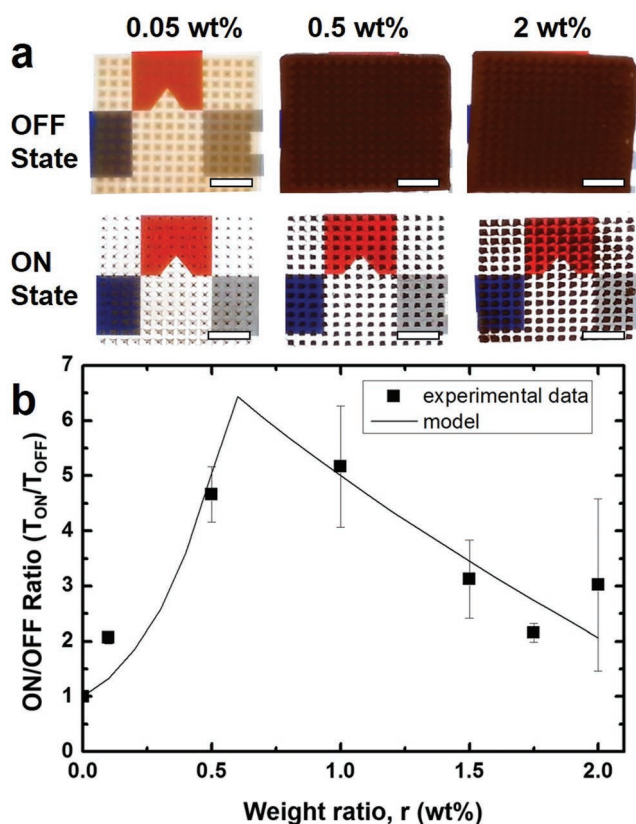 0.05 wt% 0.5 wt% 2 wt%
a
OFF
State
ON
State
b
7
6
5
4
3
2
1
0
ON/OFF Ratio (T_ON/T_OFF)
experimental data
model
0.0 0.5 1.0 1.5 2.0
Weight ratio, r (wt%)